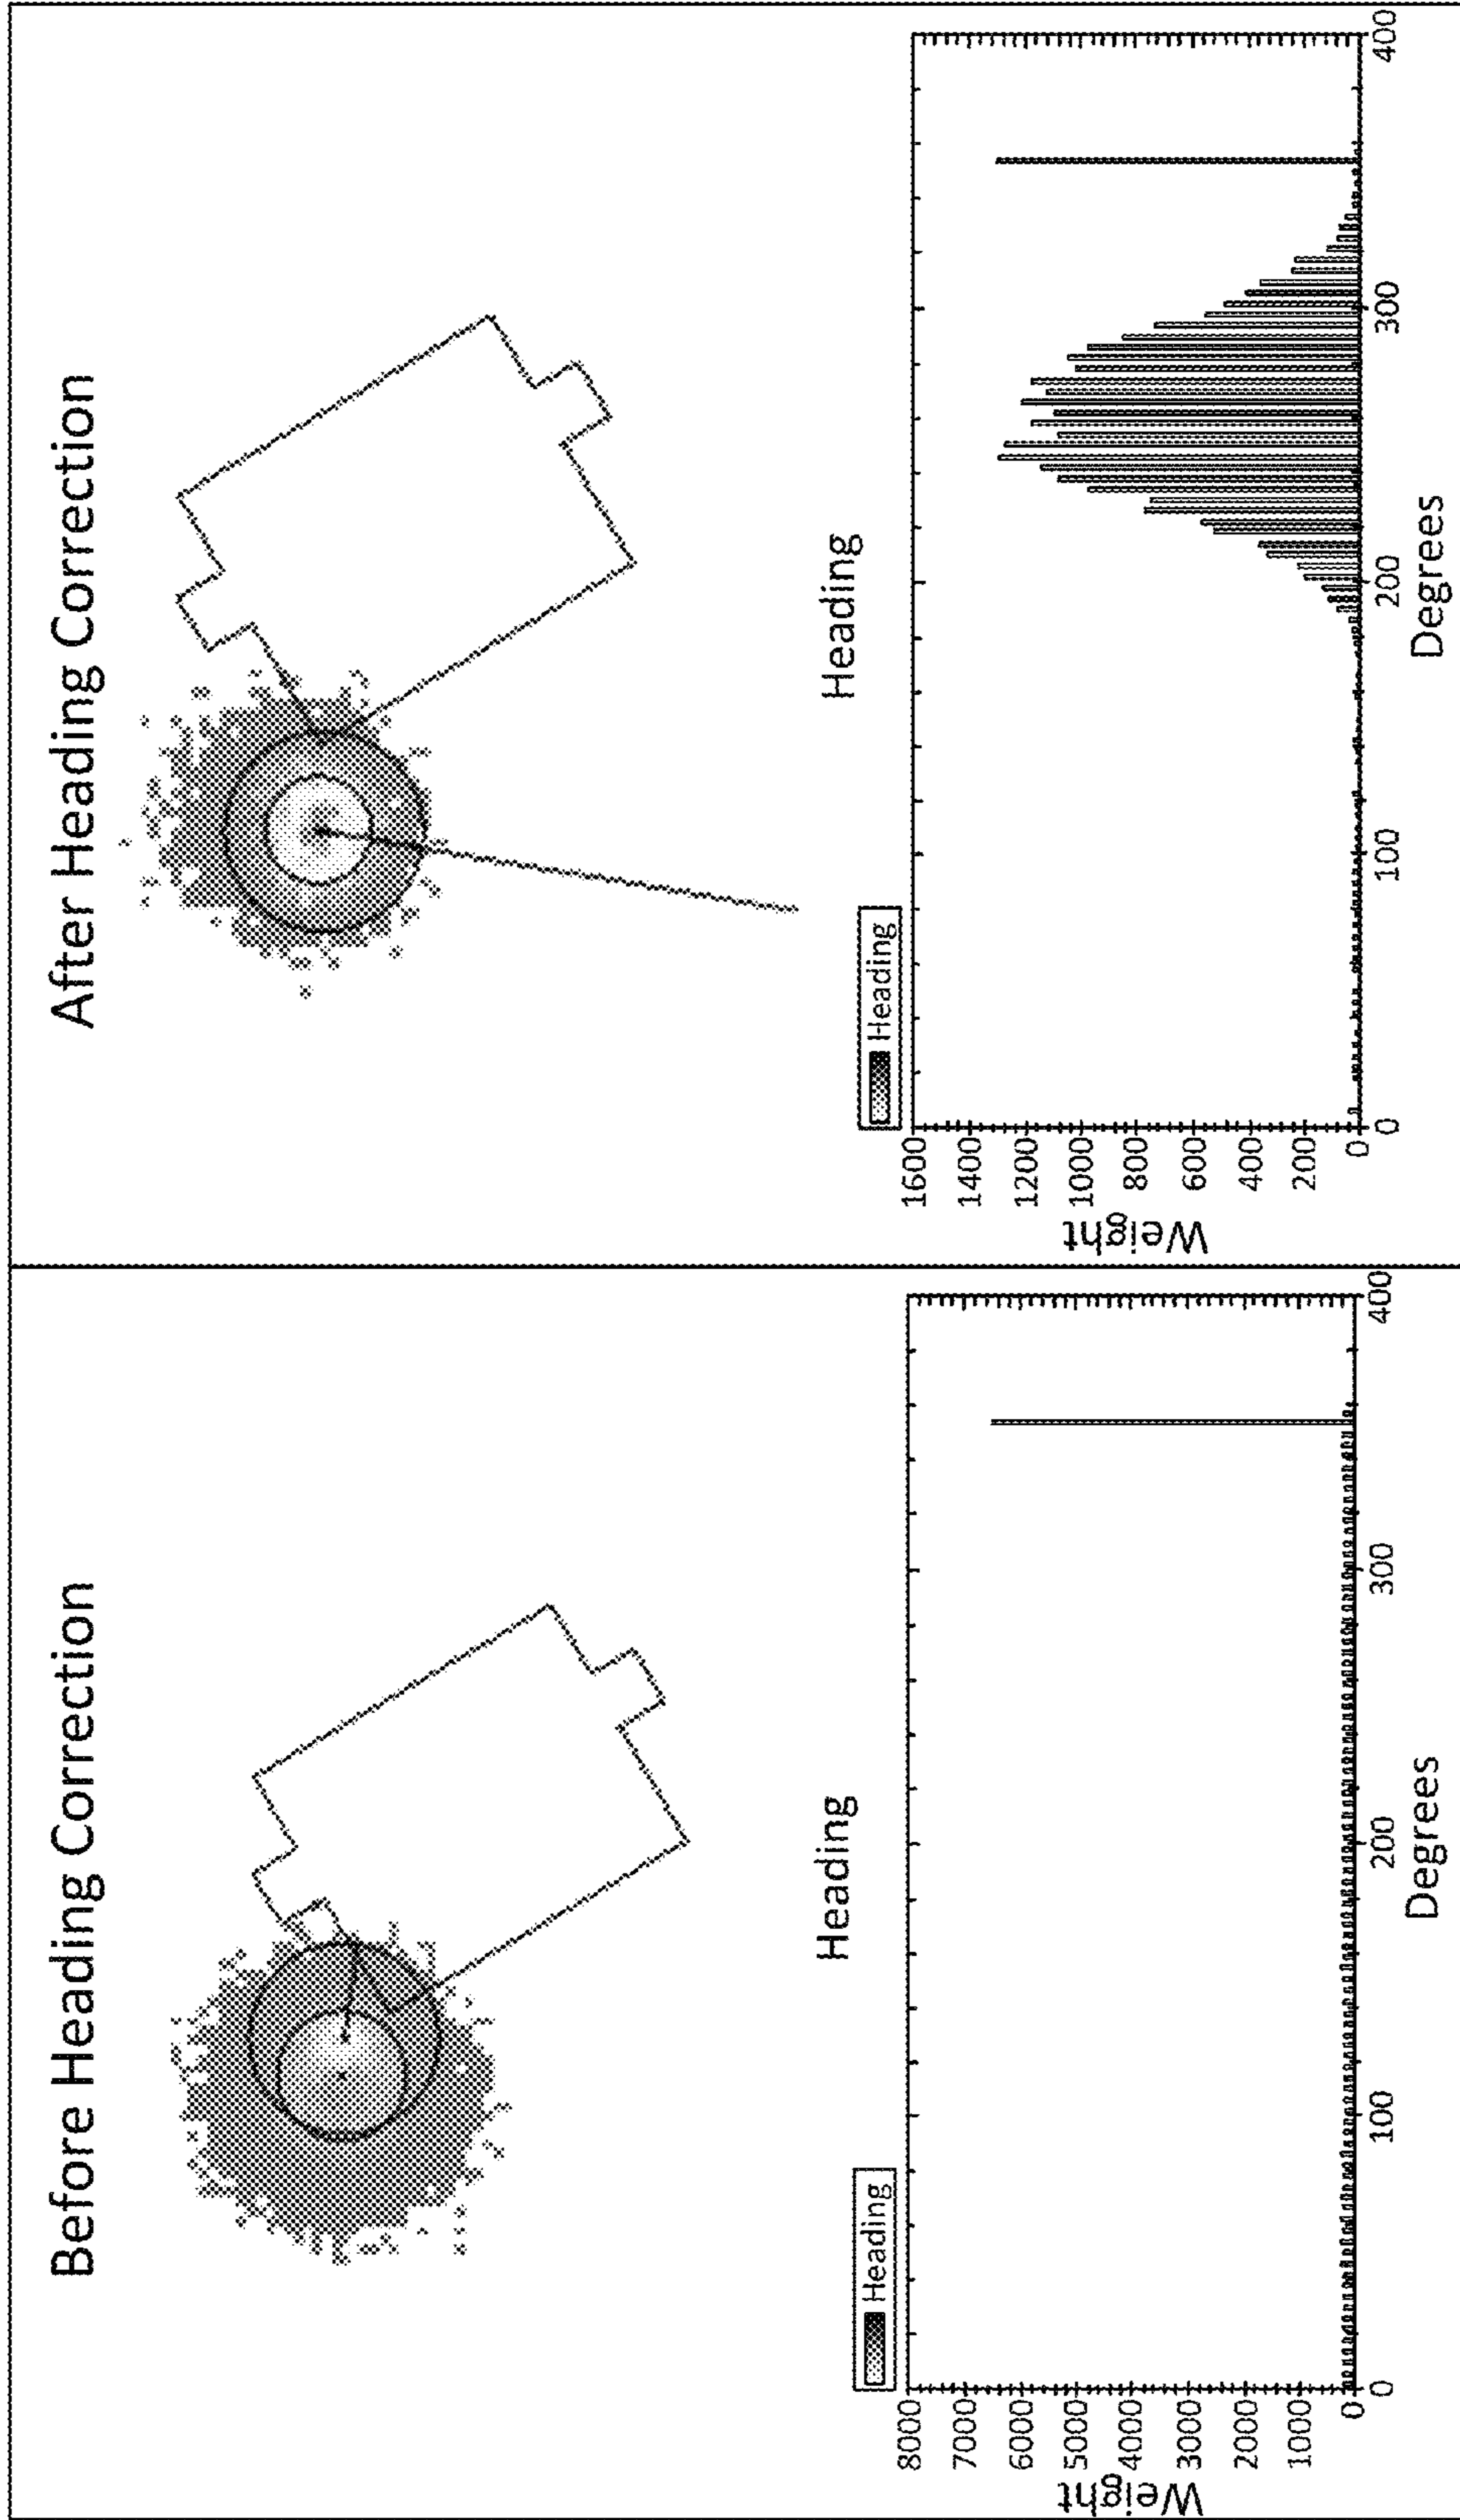 Before Heading Correction
Heading
Heading
Weight
8000
7000
6000
5000
4000
3000
2000
1000
0
0 100 200 300 400
Degrees
After Heading Correction
Heading
Heading
Weight
1600
1400
1200
1000
800
600
400
200
0
0 100 200 300 400
Degrees